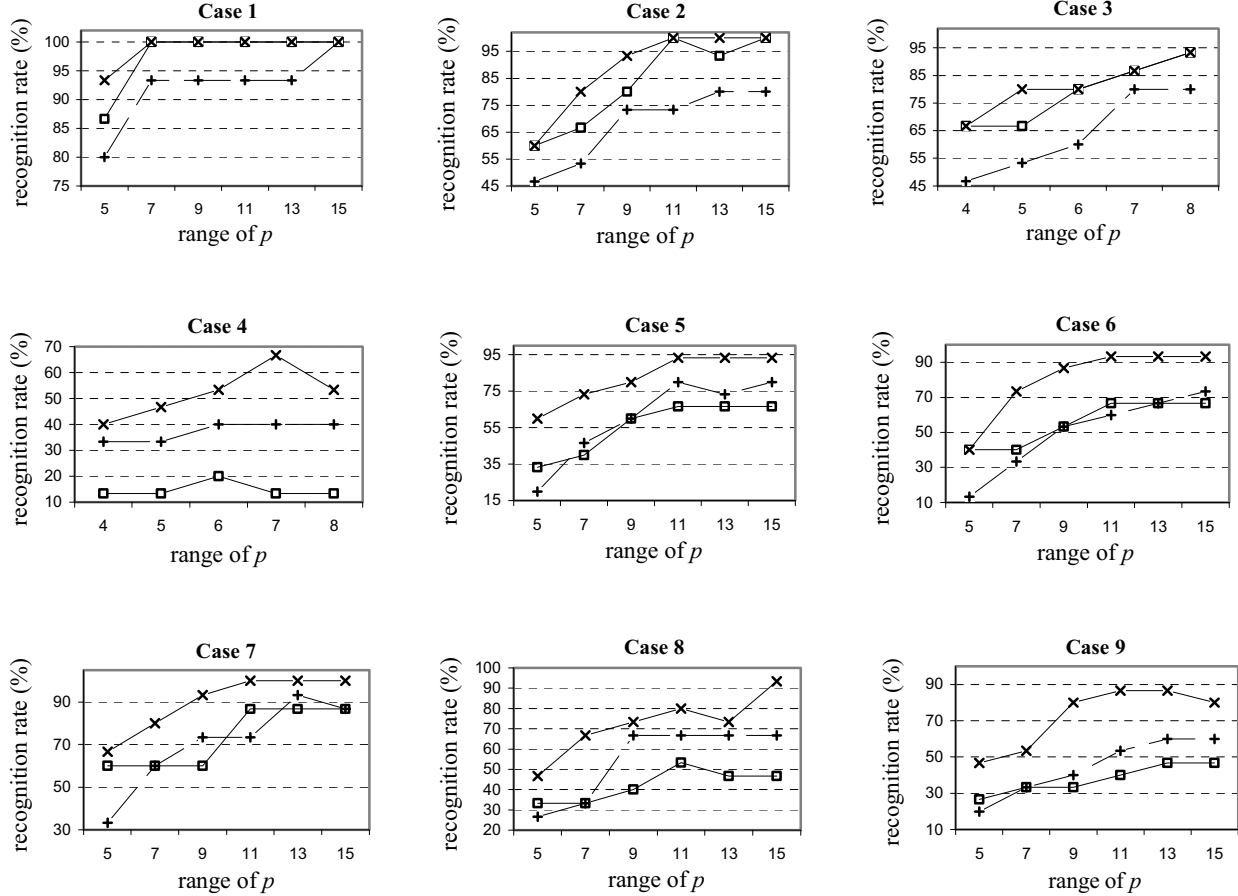 Case 1
recognition rate (%)
100
95
90
85
80
75
5 7 9 11 13 15
range of p
Case 2
recognition rate (%)
95
85
75
65
55
45
5 7 9 11 13 15
range of p
Case 3
recognition rate (%)
95
85
75
65
55
45
4 5 6 7 8
range of p
Case 4
recognition rate (%)
70
60
50
40
30
20
10
4 5 6 7 8
range of p
Case 5
recognition rate (%)
95
75
55
35
15
5 7 9 11 13 15
range of p
Case 6
recognition rate (%)
90
70
50
30
10
5 7 9 11 13 15
range of p
Case 7
recognition rate (%)
90
70
50
30
5 7 9 11 13 15
range of p
Case 8
recognition rate (%)
100
90
80
70
60
50
40
30
20
5 7 9 11 13 15
range of p
Case 9
recognition rate (%)
90
70
50
30
10
5 7 9 11 13 15
range of p